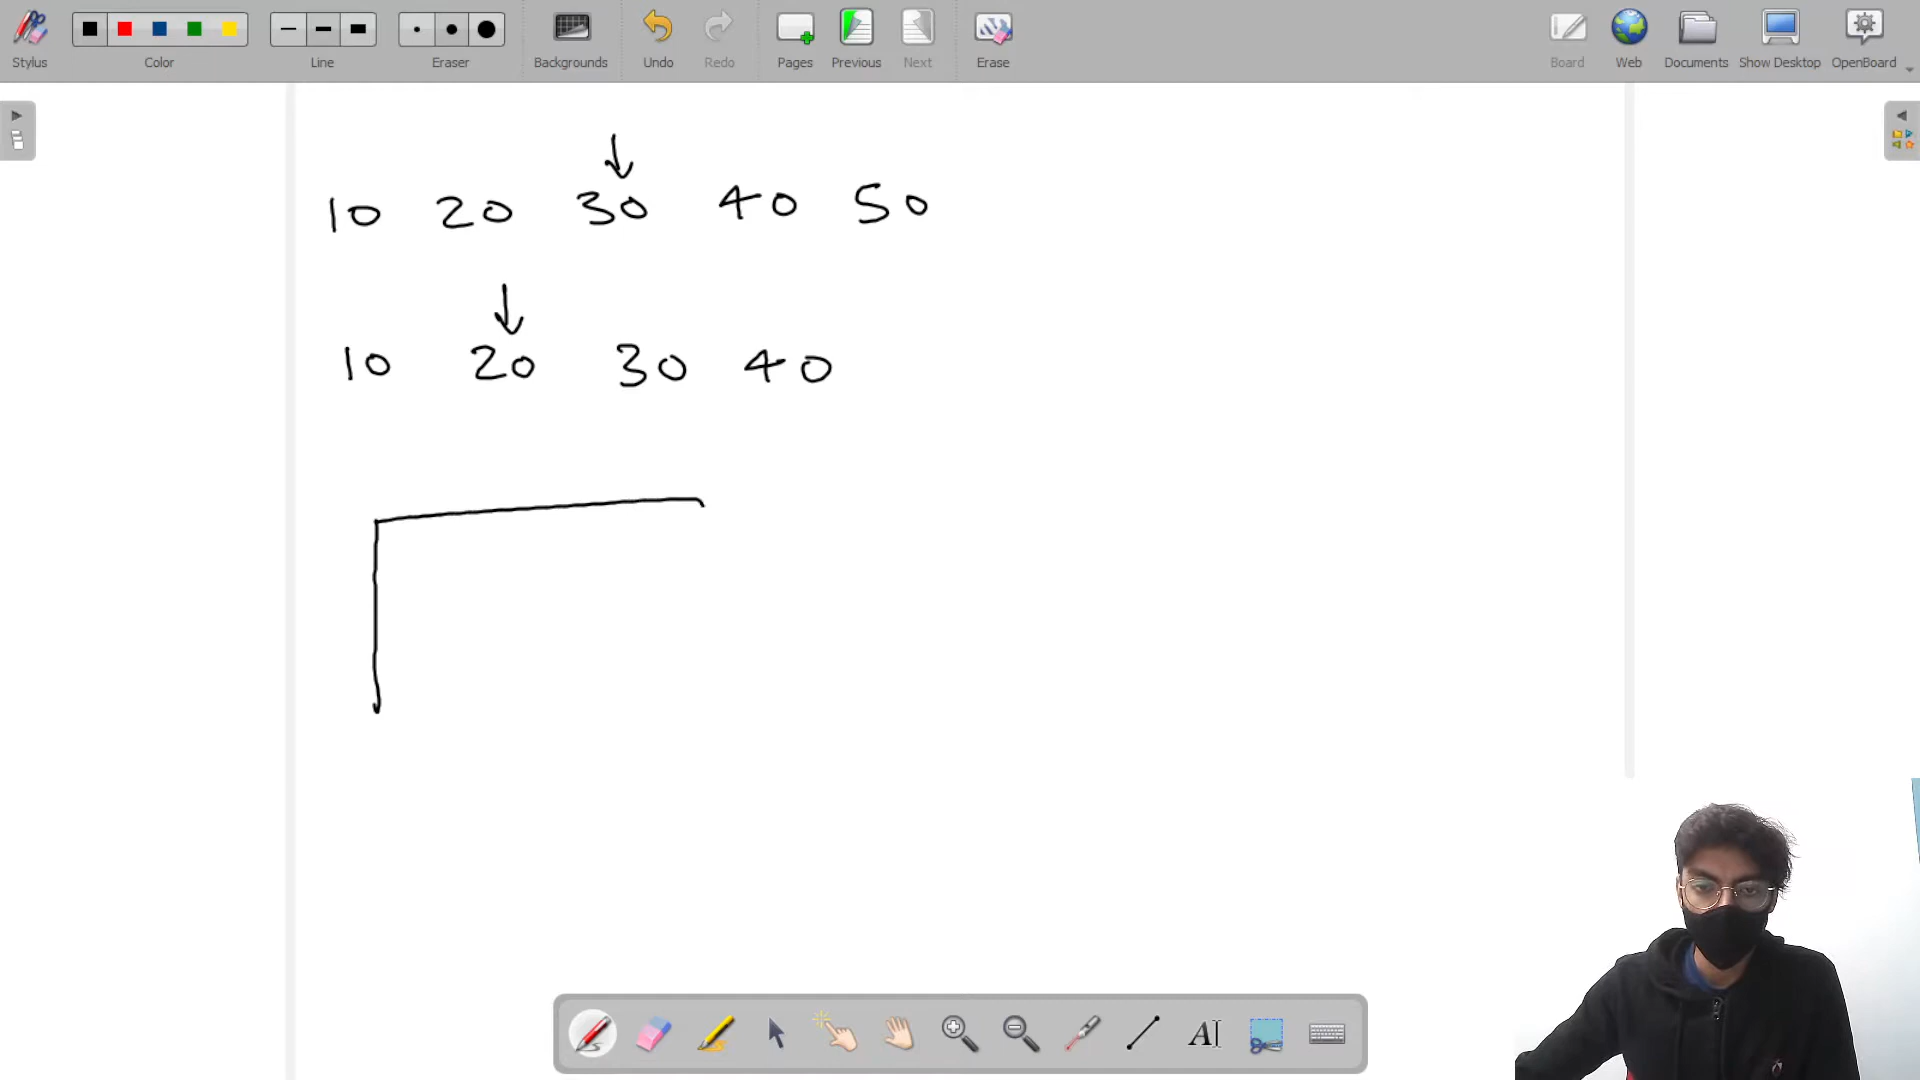 Stylus Color Line Eraser Backgrounds Undo Redo Pages Previous Next Erase Board Web Documents Show Desktop OpenBoard
10 20 30 40 50
10 20 30 40
AI